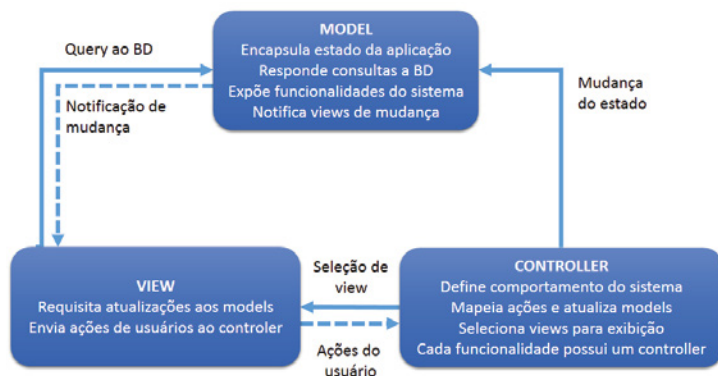 MODEL
Encapsula estado da aplicação
Responde consultas a BD
Expõe funcionalidades do sistema
Notifica views de mudança
Query ao BD
Notificação de
mudança
Mudança
do estado
VIEW
Requisita atualizações aos models
Envia ações de usuários ao controler
Seleção de
view
Ações do
usuário
CONTROLLER
Define comportamento do sistema
Mapeia ações e atualiza models
Seleciona views para exibição
Cada funcionalidade possui um controller